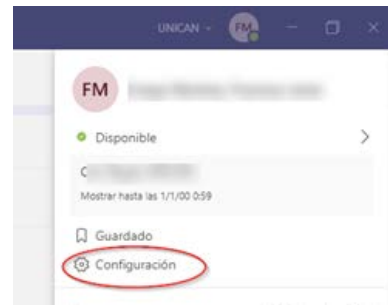 UNICAN
FM
FM
Disponible
C
Mostrar hasta las 1/1/00 0:59
Guardado
Configuración